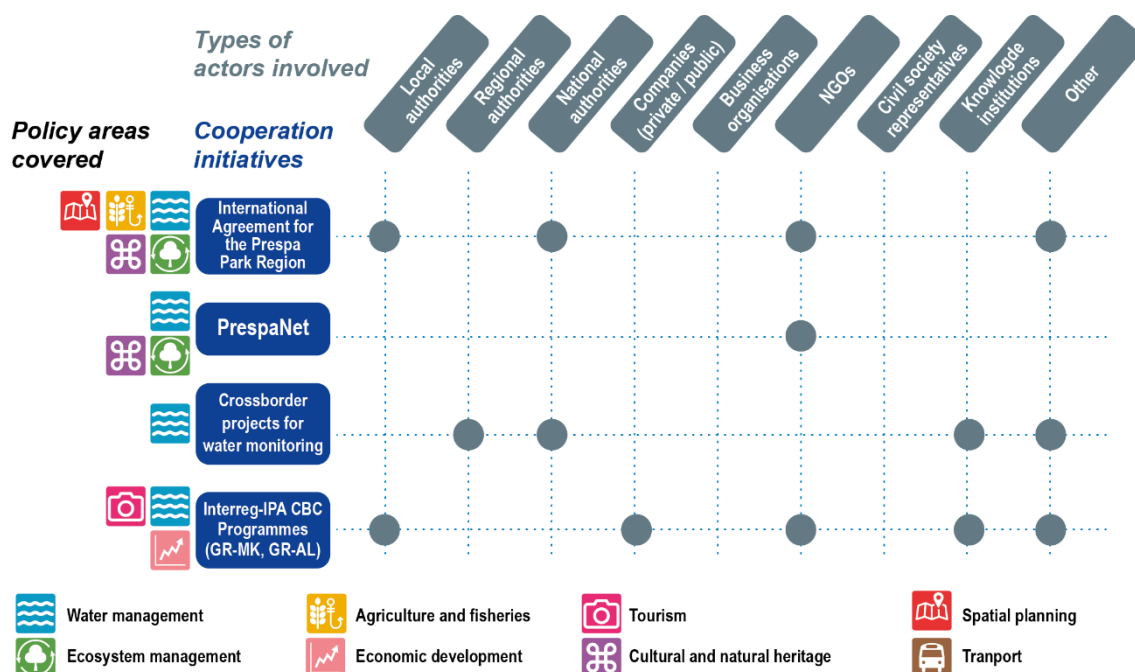 Types of
actors involved
Local
authorities
Regional
authorities
National
authorities
Companies
(private / public)
Business
organisations
NGOs
Civil society
representatives
Knowlogde
institutions
Other
Policy areas
covered
Cooperation
initiatives
International
Agreement for
the Prespa
Park Region
PrespaNet
Crossborder
projects for
water monitoring
Interreg-IPA CBC
Programmes
(GR-MK, GR-AL)
Water management
Agriculture and fisheries
Tourism
Spatial planning
Ecosystem management
Economic development
Cultural and natural heritage
Tranport